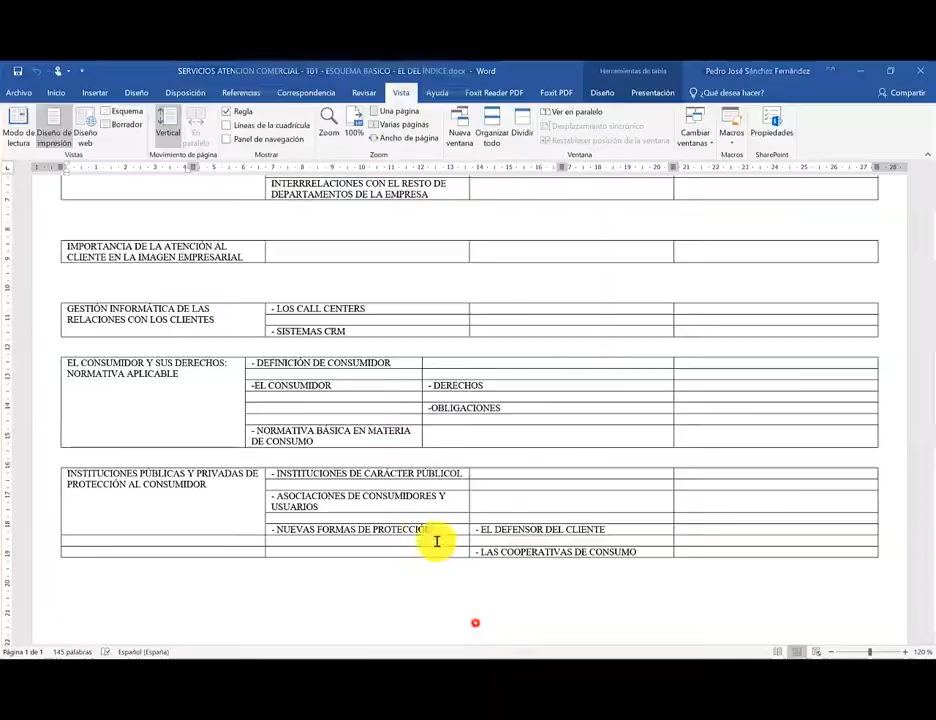 SERVICIOS ATENCION COMERCIAL - T01 - ESQUEMA BASICO - EL DEL ÍNDICE.docx - Word
Herramientas de tabla
Pedro José Sánchez Fernández
Archivo Inicio Insertar Diseño Disposición Referencias Correspondencia Revisar Vista Ayuda Foxit Reader PDF Foxit PDF Diseño Presentación ¿Qué desea hacer? Compartir
Modo de lectura
Diseño de impresión
Diseño web
Esquema
Borrador
Vistas
Vertical
En paralelo
Movimiento de página
Regla
Líneas de la cuadrícula
Panel de navegación
Mostrar
Zoom
100%
Una página
Varias páginas
Ancho de página
Zoom
Nueva ventana
Organizar todo
Dividir
Ver en paralelo
Desplazamiento sincrónico
Restablecer posición de la ventana
Ventana
Cambiar ventanas
Macros
Macros
Propiedades
SharePoint
INTERRRELACIONES CON EL RESTO DE
DEPARTAMENTOS DE LA EMPRESA
IMPORTANCIA DE LA ATENCIÓN AL
CLIENTE EN LA IMAGEN EMPRESARIAL
GESTIÓN INFORMÁTICA DE LAS
RELACIONES CON LOS CLIENTES
- LOS CALL CENTERS
- SISTEMAS CRM
EL CONSUMIDOR Y SUS DERECHOS:
NORMATIVA APLICABLE
- DEFINICIÓN DE CONSUMIDOR
-EL CONSUMIDOR
- DERECHOS
-OBLIGACIONES
- NORMATIVA BÁSICA EN MATERIA
DE CONSUMO
INSTITUCIONES PÚBLICAS Y PRIVADAS DE
PROTECCIÓN AL CONSUMIDOR
- INSTITUCIONES DE CARÁCTER PÚBLICOL
- ASOCIACIONES DE CONSUMIDORES Y
USUARIOS
- NUEVAS FORMAS DE PROTECCIÓN
- EL DEFENSOR DEL CLIENTE
- LAS COOPERATIVAS DE CONSUMO
Página 1 de 1 145 palabras Español (España) 120 %